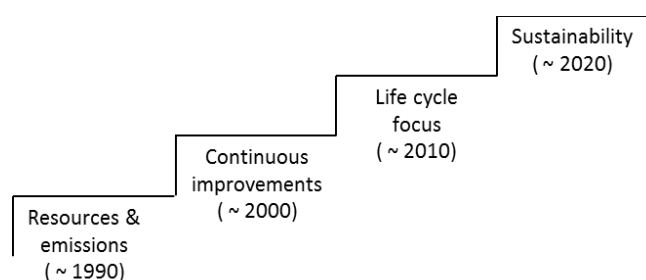 Resources &
emissions
( ~ 1990)
Continuous
improvements
( ~ 2000)
Life cycle
focus
( ~ 2010)
Sustainability
( ~ 2020)